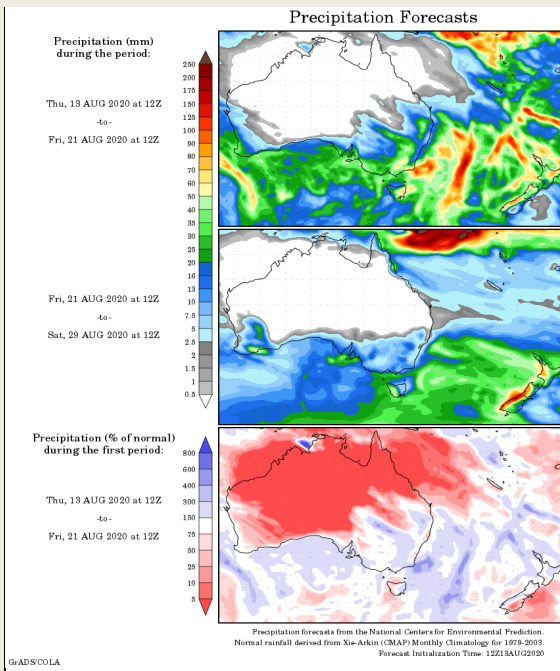 Precipitation Forecasts
Precipitation (mm)
during the period:
Thu, 13 AUG 2020 at 12Z
-to-
Fri, 21 AUG 2020 at 12Z
250
200
175
150
125
100
90
80
70
60
50
40
35
30
25
20
16
13
10
7.5
5
2.5
2
1.5
1
0.5
Fri, 21 AUG 2020 at 12Z
-to-
Sat, 29 AUG 2020 at 12Z
Precipitation (% of normal)
during the first period:
Thu, 13 AUG 2020 at 12Z
-to-
Fri, 21 AUG 2020 at 12Z
800
600
400
300
150
75
50
25
10
5
Precipitation forecasts from the National Centers for Environmental Prediction.
Normal rainfall derived from Xie-Arkin (CMAP) Monthly Climatology for 1979-2003.
Forecast Initialization Time: 12Z13AUG2020
GrADS/COLA